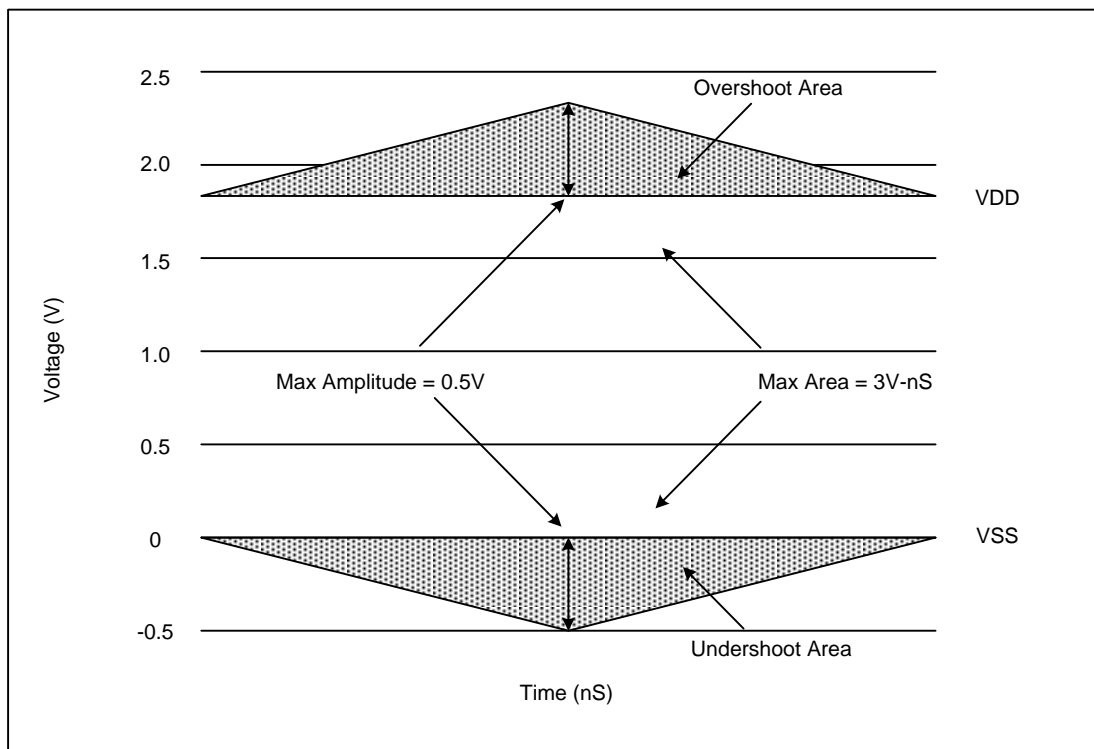 2.5
Overshoot Area
2.0
VDD
1.5
Voltage (V)
1.0
Max Amplitude = 0.5V
Max Area = 3V-nS
0.5
0
VSS
-0.5
Undershoot Area
Time (nS)